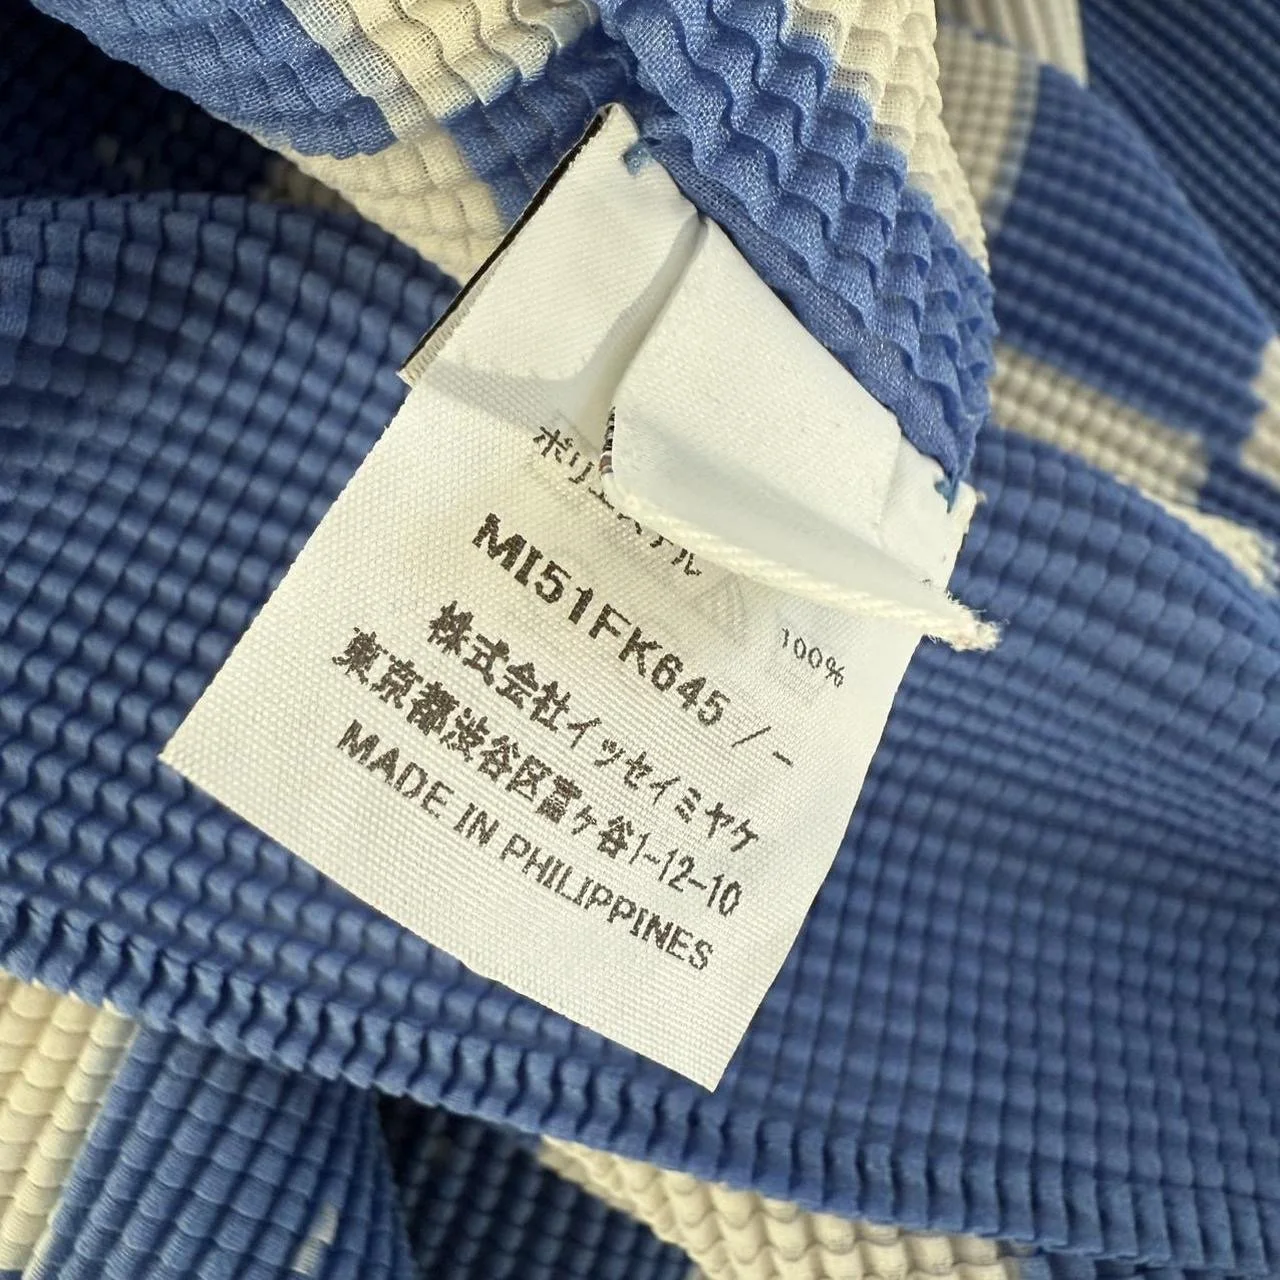 ポリエステル 100%
MI51FK645 / -
株式会社イッセイミヤケ
東京都渋谷区富ヶ谷1-12-10
MADE IN PHILIPPINES